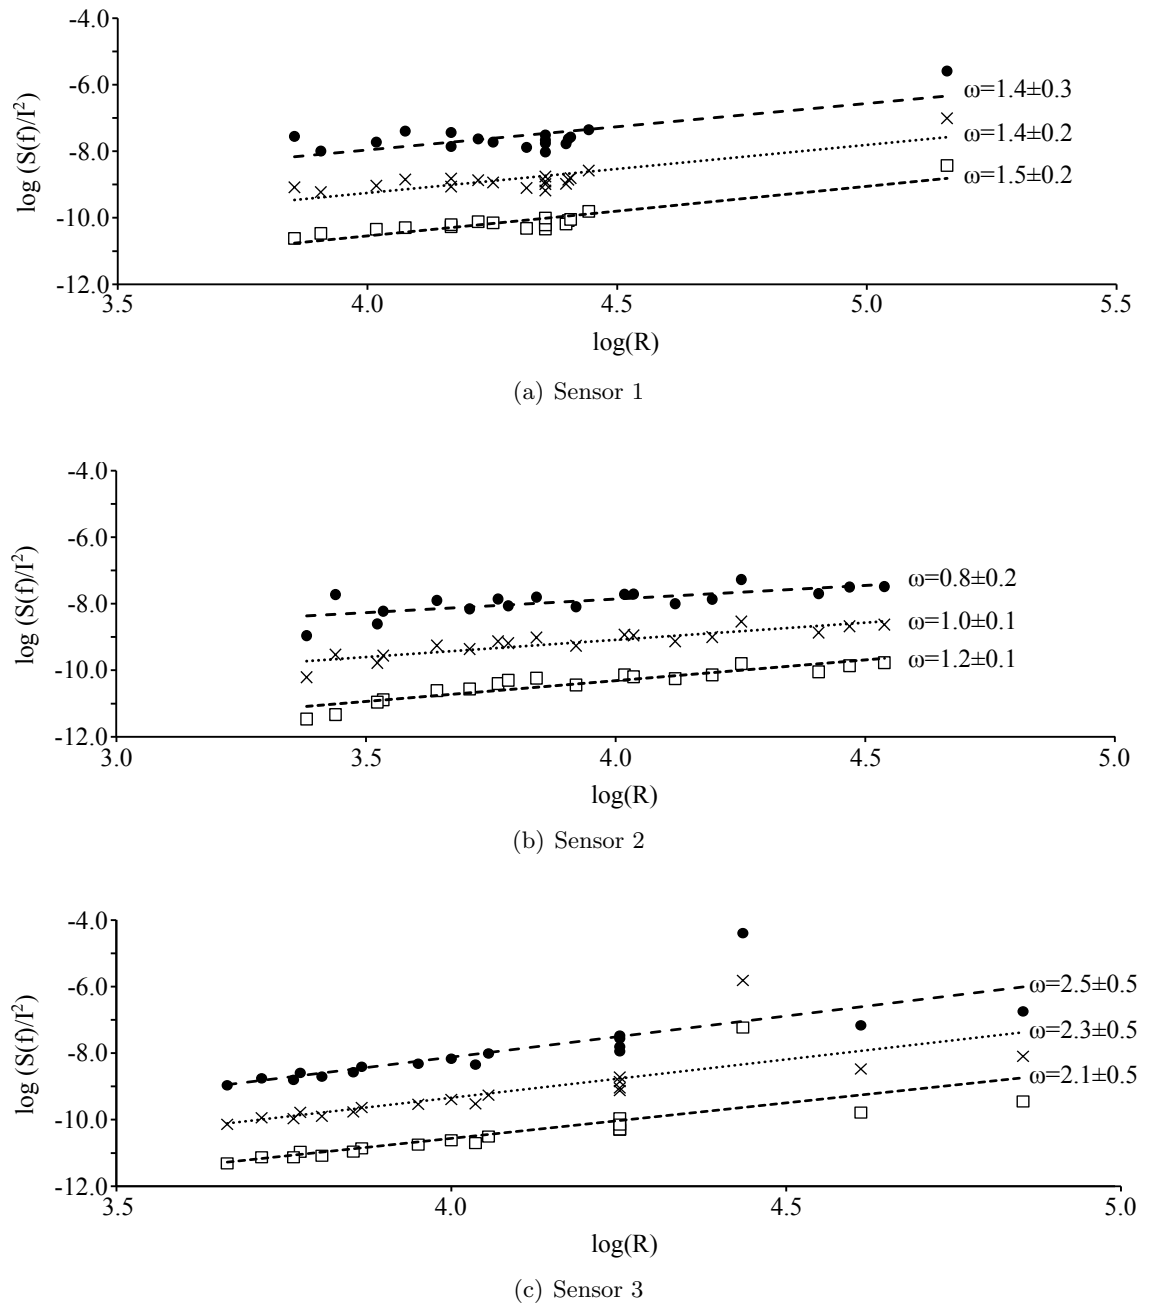 -4.0
-6.0
-8.0
-10.0
-12.0
log (S(f)/I²)
ω=1.4±0.3
ω=1.4±0.2
ω=1.5±0.2
3.5 4.0 4.5 5.0 5.5
log(R)
(a) Sensor 1
-4.0
-6.0
-8.0
-10.0
-12.0
log (S(f)/I²)
ω=0.8±0.2
ω=1.0±0.1
ω=1.2±0.1
3.0 3.5 4.0 4.5 5.0
log(R)
(b) Sensor 2
-4.0
-6.0
-8.0
-10.0
-12.0
log (S(f)/I²)
ω=2.5±0.5
ω=2.3±0.5
ω=2.1±0.5
3.5 4.0 4.5 5.0
log(R)
(c) Sensor 3